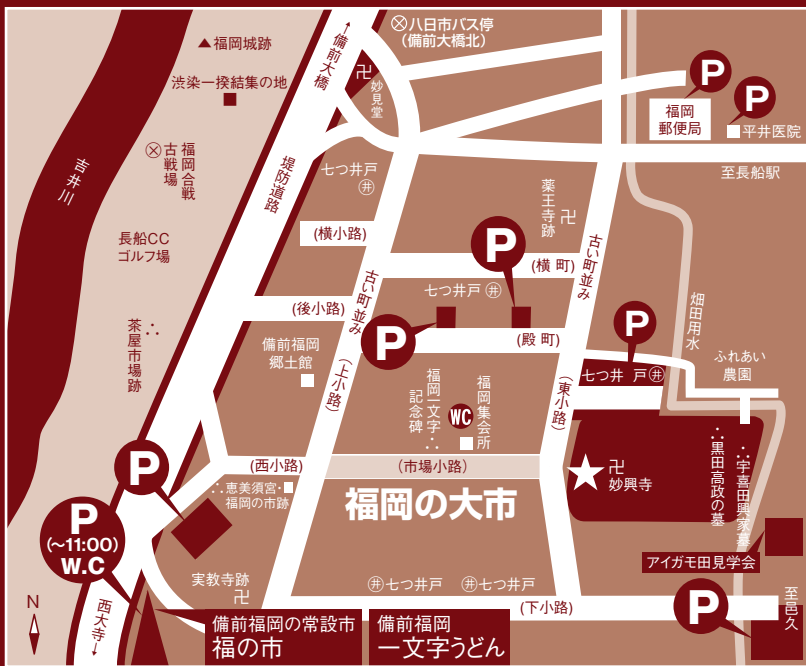 ▲福岡城跡
渋染一揆結集の地
↑備前大橋
卍
妙見堂
八日市バス停
(備前大橋北)
P
福岡
郵便局
P
平井医院
至長船駅
吉井川
福岡合戦
古戦場
堤防道路
七つ井戸
井
薬王寺跡
卍
長船CC
ゴルフ場
(横小路)
古い町並み
P
七つ井戸 井
(横 町)
古い町並み
畑田用水
茶屋市場跡
∴
(後小路)
備前福岡
郷土館
(上小路)
P
(殿 町)
P
七つ井 戸 井
ふれあい
農園
福岡一文字
記念碑
∴
WC
福岡集会所
(東小路)
(西小路)
(市場小路)
福岡の大市
★
卍
妙興寺
∴黒田高政の墓
∴宇喜田興家墓
P
∴恵美須宮・
福岡の市跡
P
(~11:00)
W.C
アイガモ田見学会
実教寺跡
卍
井七つ井戸
井七つ井戸
(下小路)
P
至邑久
N
西大寺↓
備前福岡の常設市
福の市
備前福岡
一文字うどん